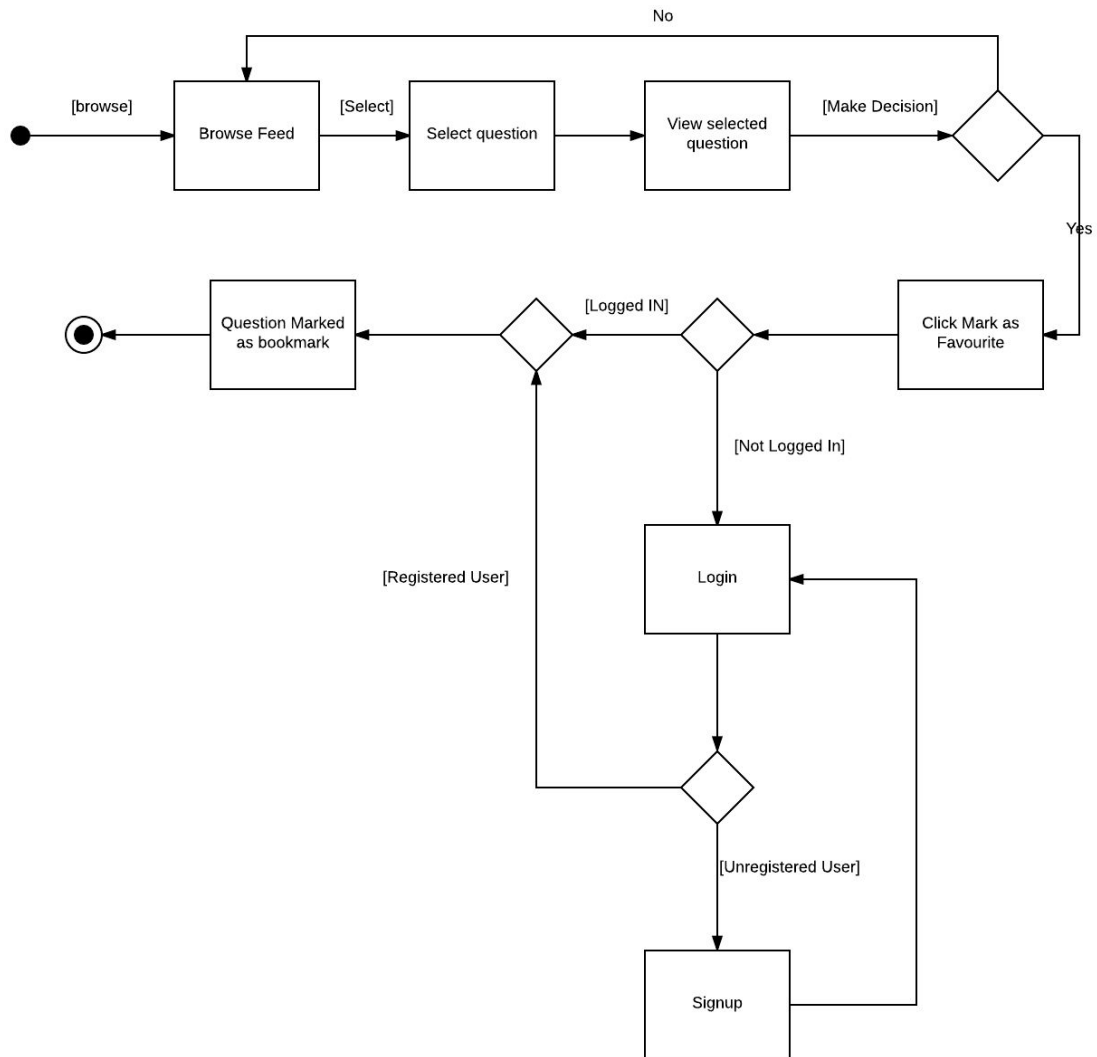 No
[browse]
[Select]
[Make Decision]
Browse Feed
Select question
View selected
question
Yes
Question Marked
as bookmark
[Logged IN]
Click Mark as
Favourite
[Not Logged In]
[Registered User]
Login
[Unregistered User]
Signup